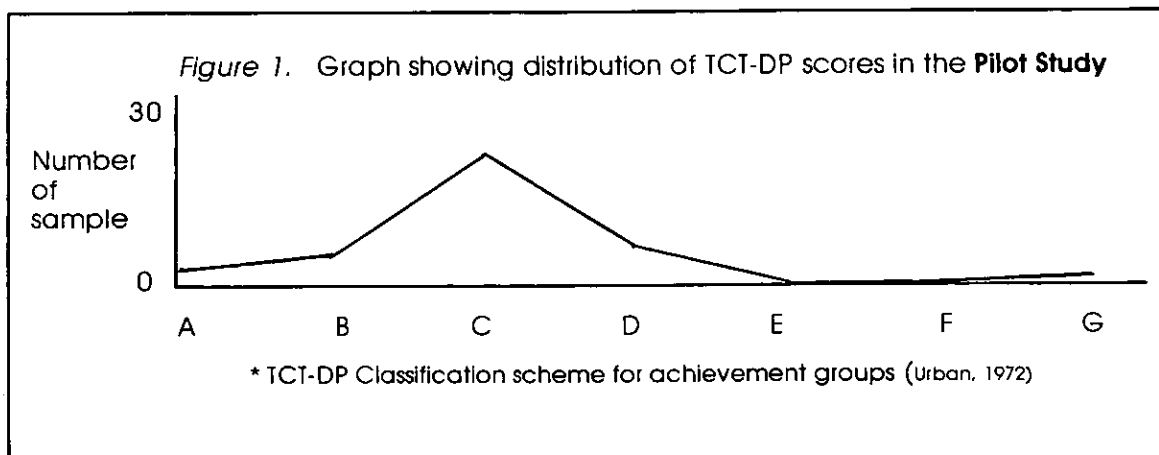 Figure 1. Graph showing distribution of TCT-DP scores in the Pilot Study
30
Number
of
sample
0
A B C D E F G
* TCT-DP Classification scheme for achievement groups (Urban, 1972)